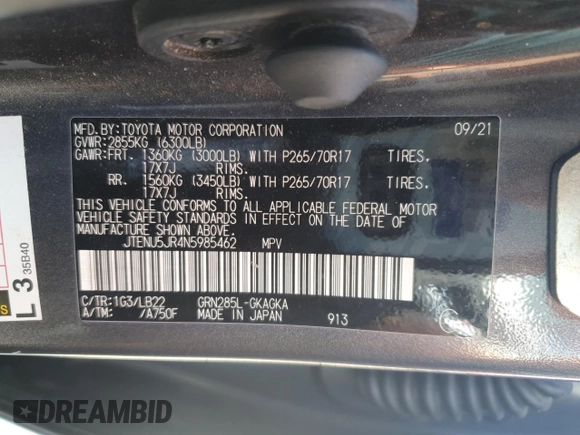 MFD.BY:TOYOTA MOTOR CORPORATION 09/21
GVWR:2855KG (6300LB)
GAWR:FRT. 1360KG (3000LB) WITH P265/70R17 TIRES.
17X7J RIMS.
RR. 1560KG (3450LB) WITH P265/70R17 TIRES.
17X7J RIMS.
THIS VEHICLE CONFORMS TO ALL APPLICABLE FEDERAL MOTOR
VEHICLE SAFETY STANDARDS IN EFFECT ON THE DATE OF
MANUFACTURE SHOWN ABOVE.
JTENU5JR4N5985462 MPV
C/TR:1G3/LB22 GRN285L-GKAGKA
A/TM: /A750F MADE IN JAPAN 913
L 3 35B40
DREAMBID